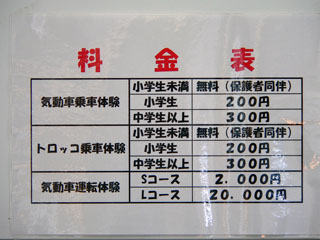 料金表
小学生未満 無料（保護者同伴）
気動車乗車体験 小学生 200円
中学生以上 300円
小学生未満 無料（保護者同伴）
トロッコ乗車体験 小学生 200円
中学生以上 300円
気動車運転体験 Sコース 2．000円
Lコース 20．000円